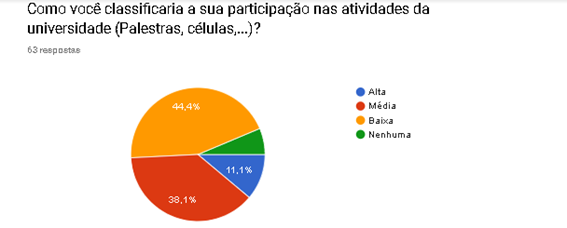 Como você classificaria a sua participação nas atividades da
universidade (Palestras, células,...)?
63 respostas
Alta
Média
Baixa
Nenhuma
44,4%
11,1%
38,1%